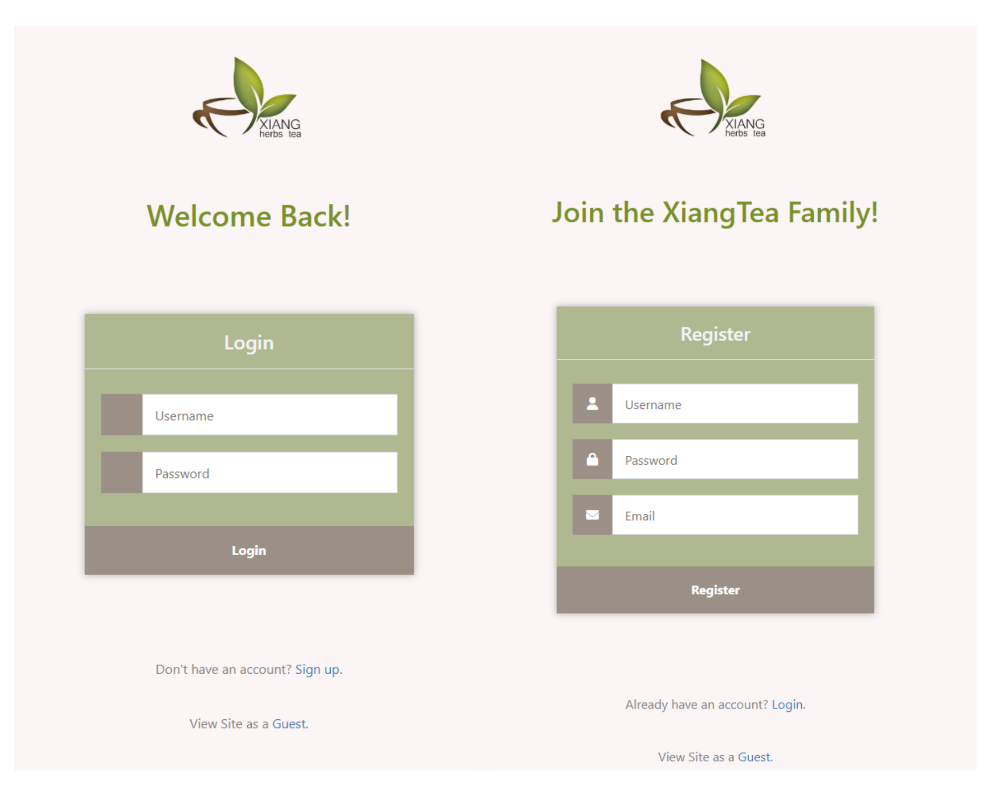 XIANG
herbs tea
Welcome Back!
Login
Username
Password
Login
Don't have an account? Sign up.
View Site as a Guest.
XIANG
herbs tea
Join the XiangTea Family!
Register
Username
Password
Email
Register
Already have an account? Login.
View Site as a Guest.